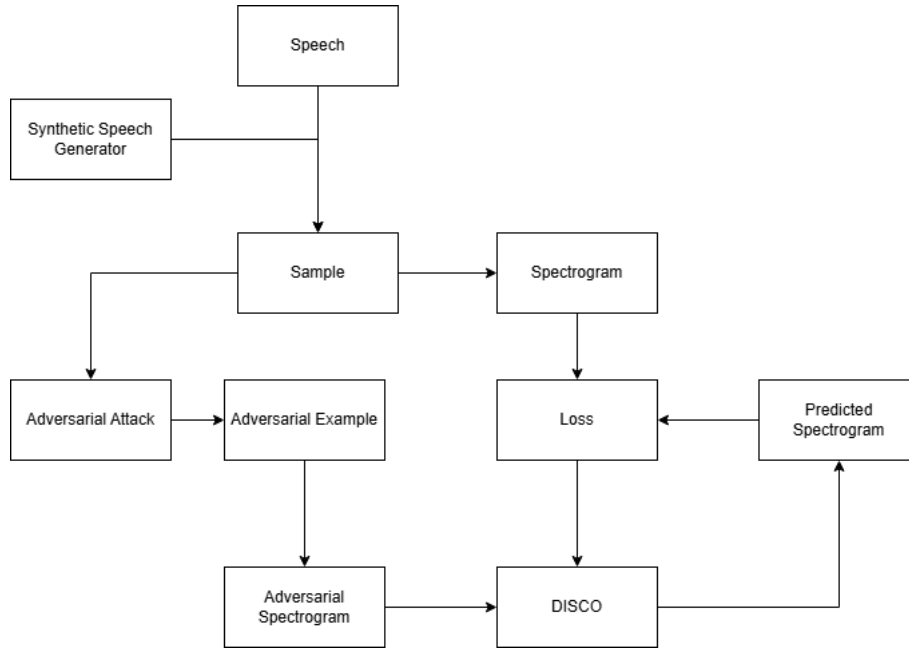 Speech
Synthetic Speech
Generator
Sample
Spectrogram
Adversarial Attack
Adversarial Example
Loss
Predicted
Spectrogram
Adversarial
Spectrogram
DISCO